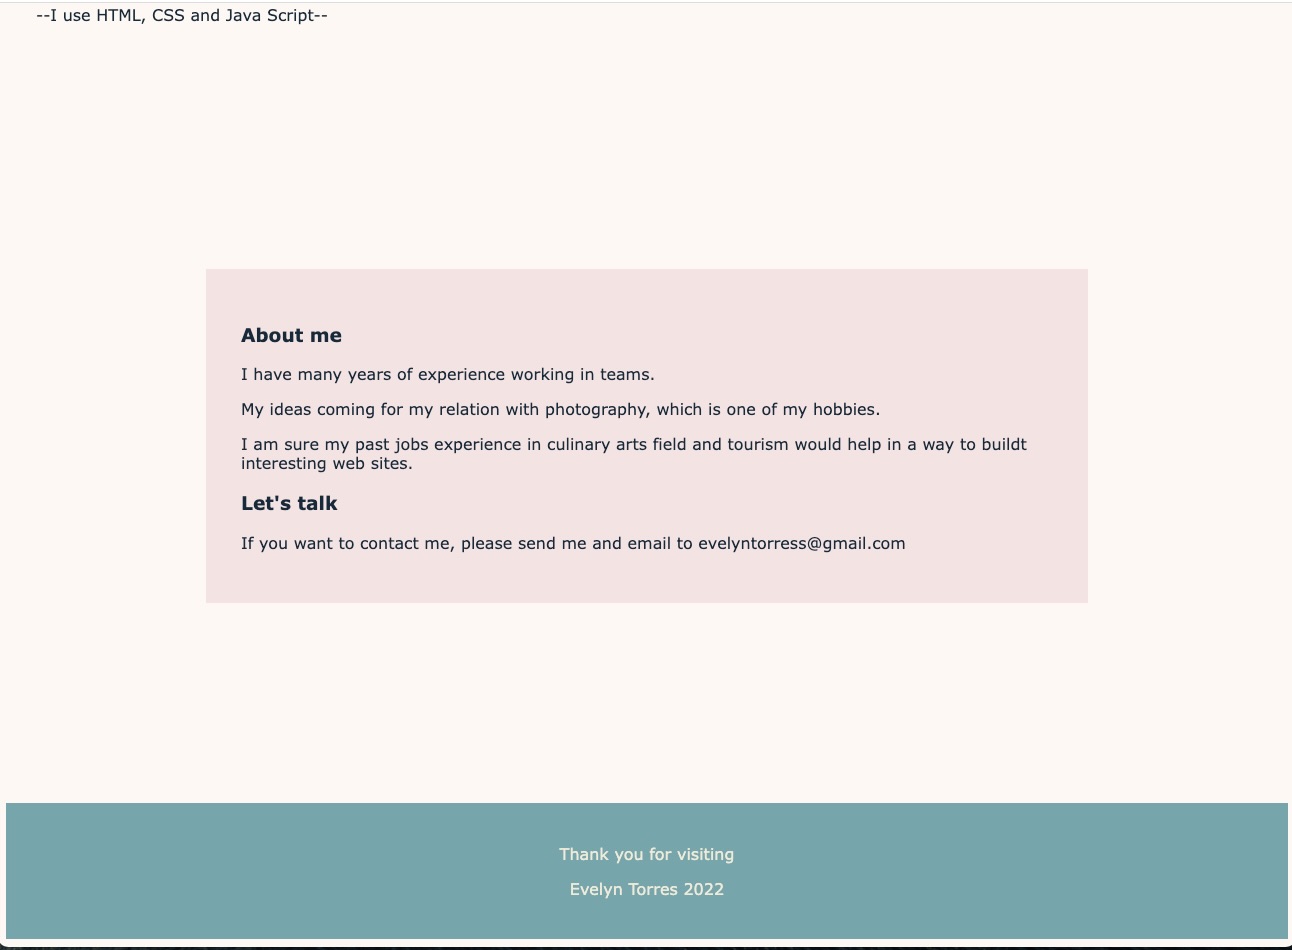 --I use HTML, CSS and Java Script--
About me
I have many years of experience working in teams.
My ideas coming for my relation with photography, which is one of my hobbies.
I am sure my past jobs experience in culinary arts field and tourism would help in a way to buildt
interesting web sites.
Let's talk
If you want to contact me, please send me and email to evelyntorress@gmail.com
Thank you for visiting
Evelyn Torres 2022